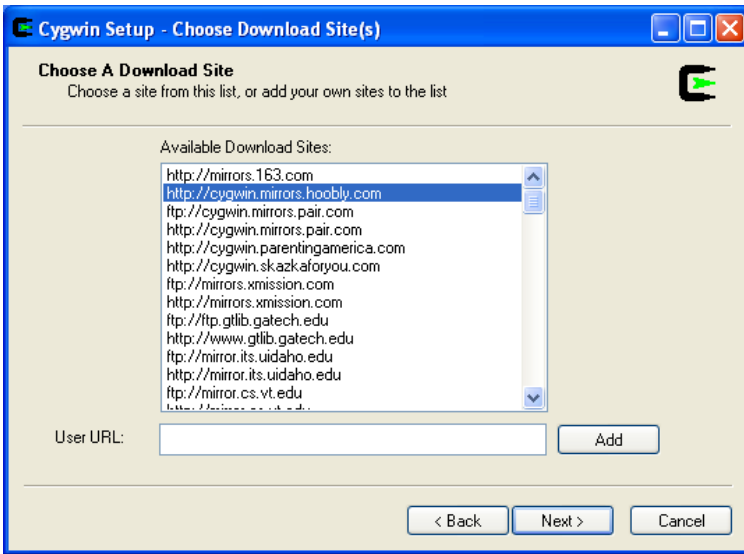 Cygwin Setup - Choose Download Site(s)
Choose A Download Site
Choose a site from this list, or add your own sites to the list
Available Download Sites:
http://mirrors.163.com
http://cygwin.mirrors.hoobly.com
ftp://cygwin.mirrors.pair.com
http://cygwin.mirrors.pair.com
http://cygwin.parentingamerica.com
http://cygwin.skazkaforyou.com
ftp://mirrors.xmission.com
http://mirrors.xmission.com
ftp://ftp.gtlib.gatech.edu
http://www.gtlib.gatech.edu
ftp://mirror.its.uidaho.edu
http://mirror.its.uidaho.edu
ftp://mirror.cs.vt.edu
User URL:
Add
< Back
Next >
Cancel